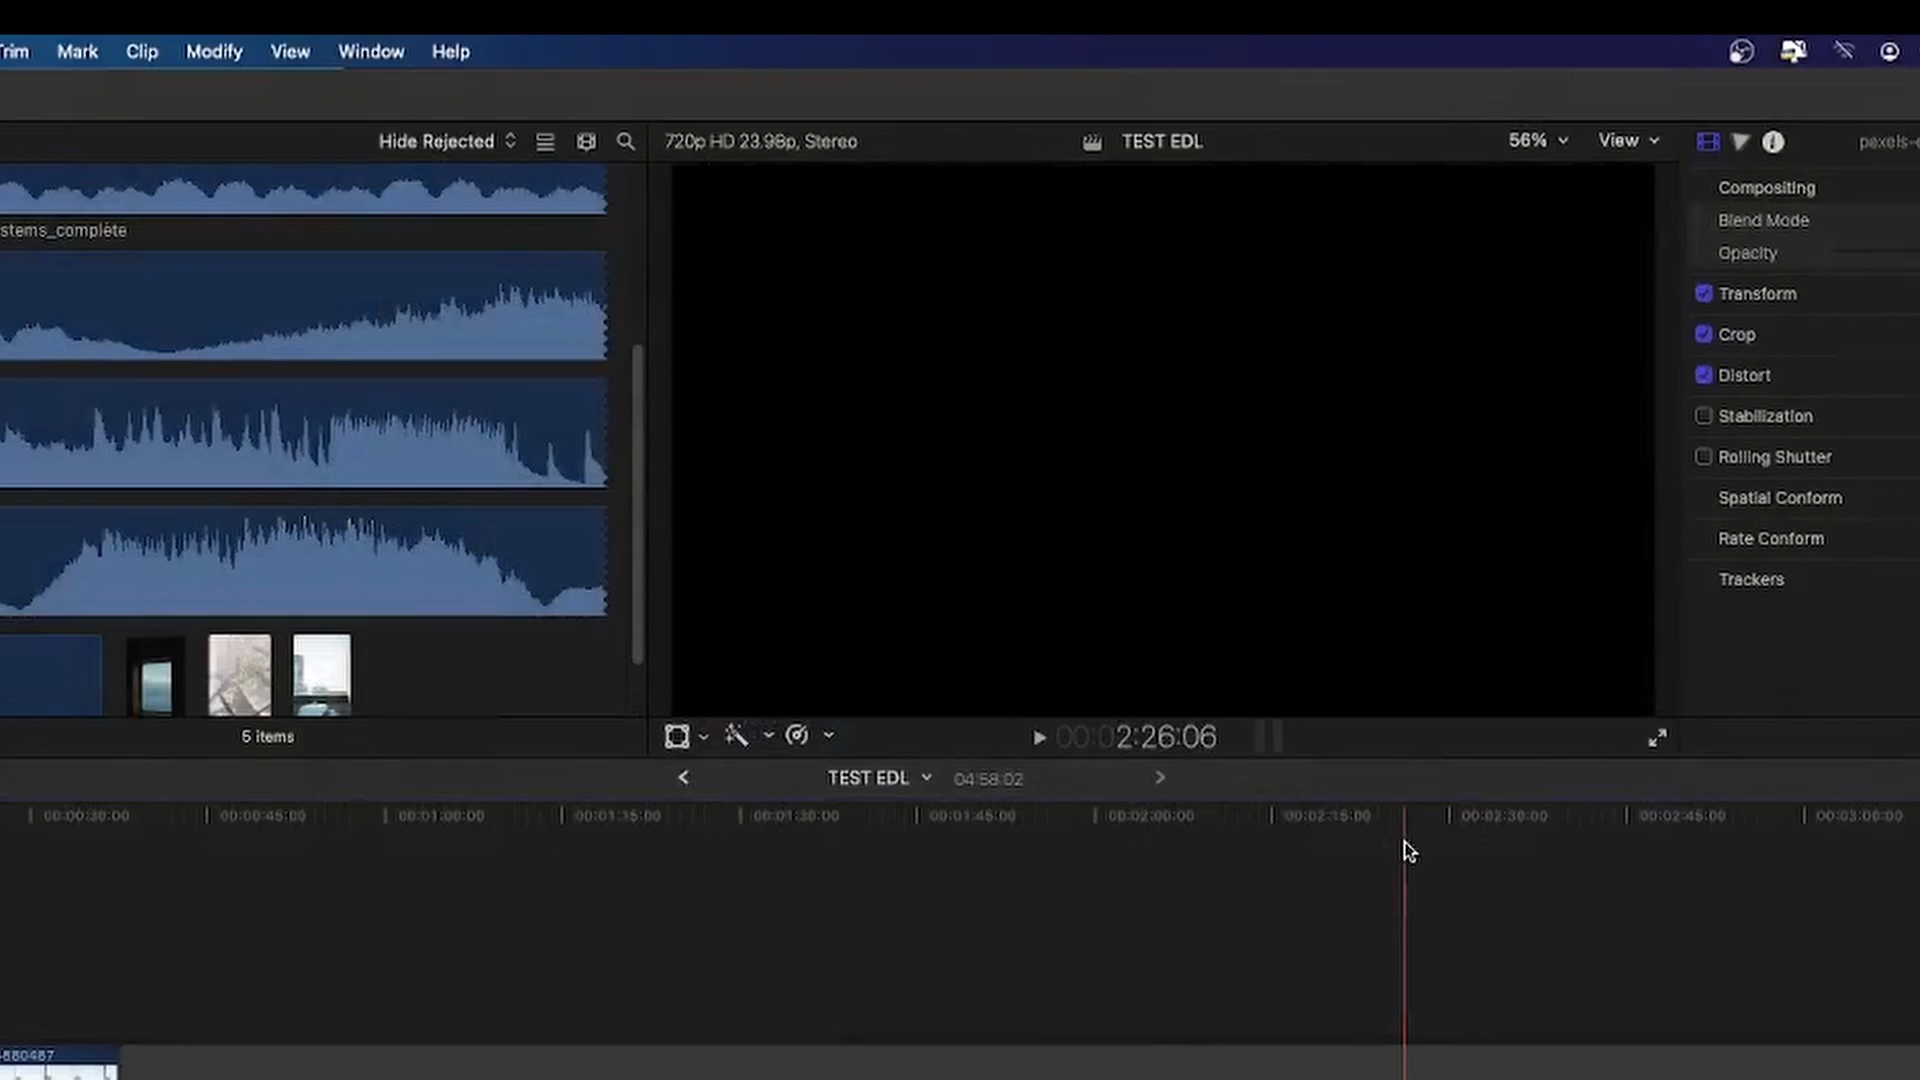 Trim Mark Clip Modify View Window Help
Hide Rejected
720p HD 23.98p, Stereo
TEST EDL
56%
View
Compositing
Blend Mode
Opacity
Transform
Crop
Distort
Stabilization
Rolling Shutter
Spatial Conform
Rate Conform
Trackers
stems_complète
5 items
00:02:26:06
TEST EDL
04:58:02
00:00:30:00 00:00:45:00 00:01:00:00 00:01:15:00 00:01:30:00 00:01:45:00 00:02:00:00 00:02:15:00 00:02:30:00 00:02:45:00 00:03:00:00
880487